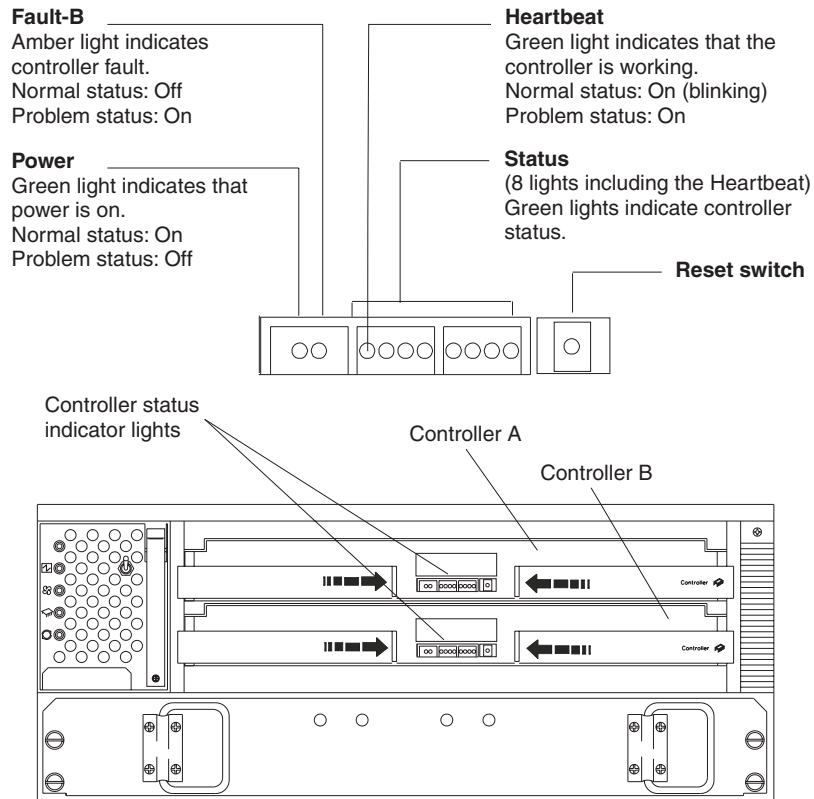 Fault-B
Amber light indicates
controller fault.
Normal status: Off
Problem status: On
Power
Green light indicates that
power is on.
Normal status: On
Problem status: Off
Heartbeat
Green light indicates that the
controller is working.
Normal status: On (blinking)
Problem status: On
Status
(8 lights including the Heartbeat)
Green lights indicate controller
status.
Reset switch
Controller status
indicator lights
Controller A
Controller B
Controller
Controller